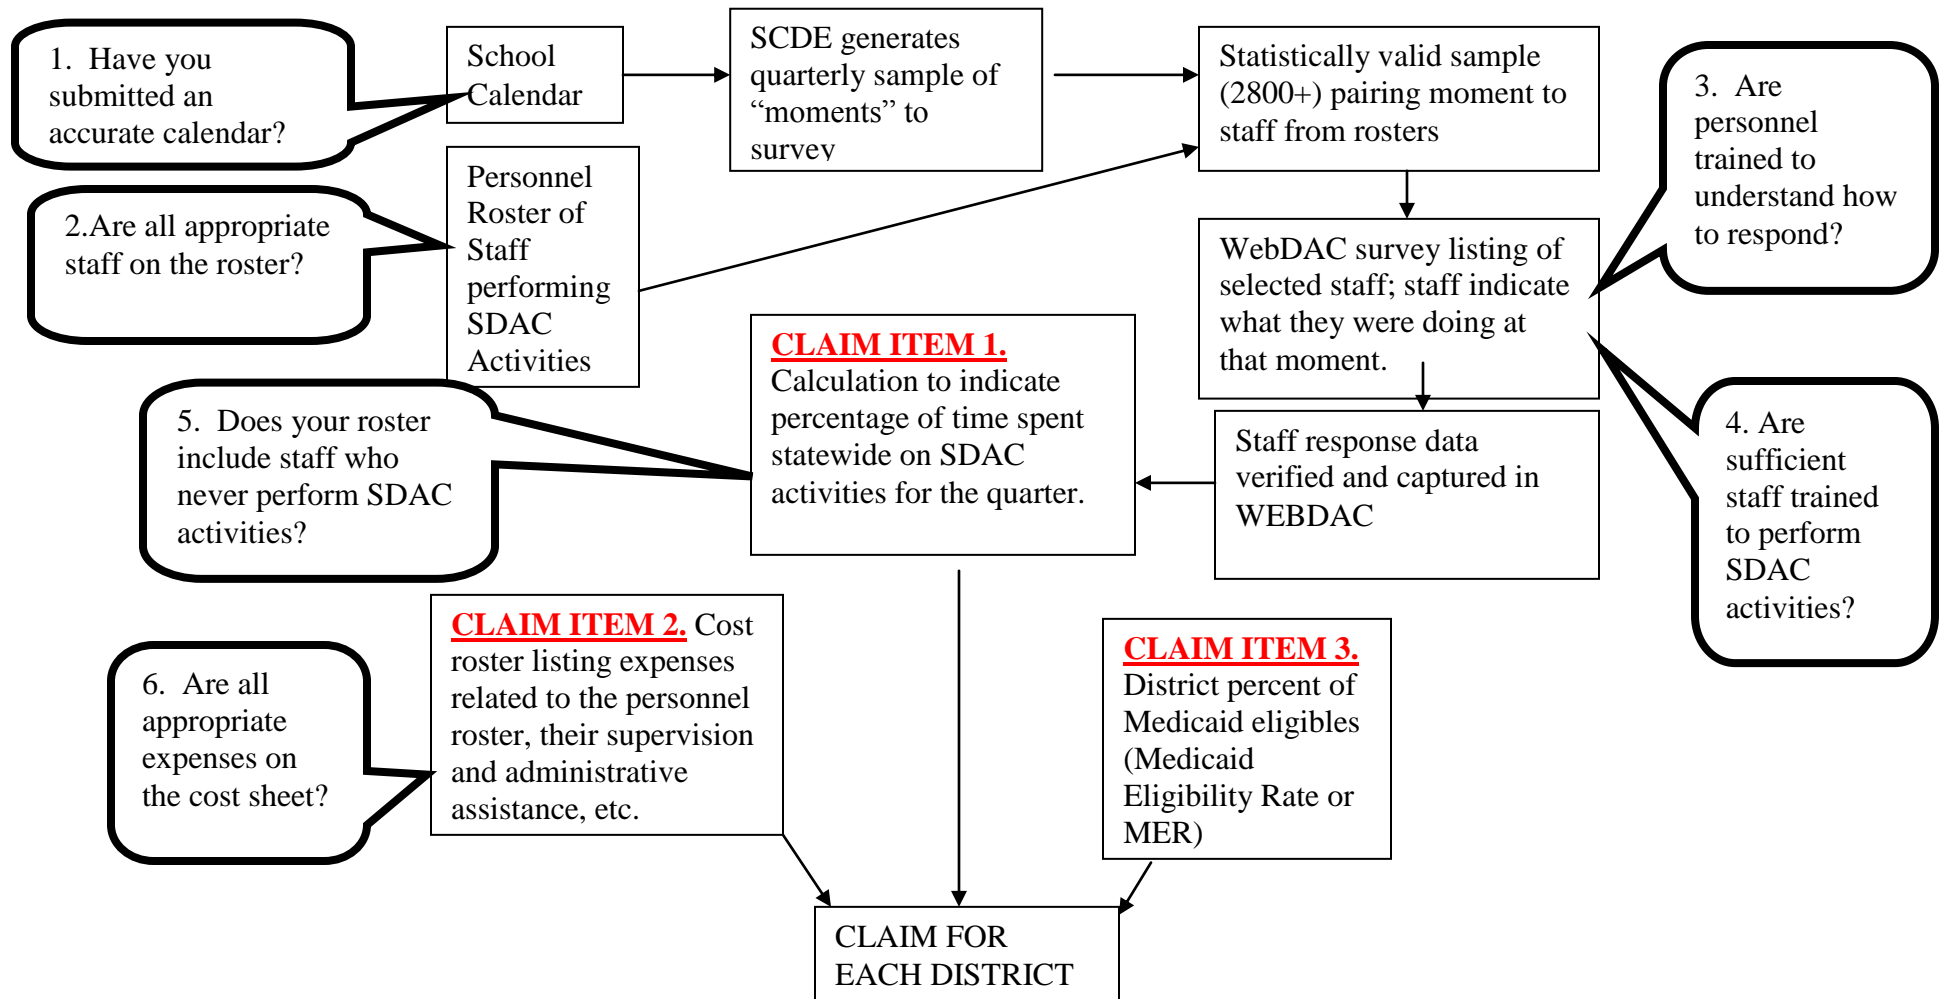 1. Have you
submitted an
accurate calendar?
School
Calendar
SCDE generates
quarterly sample of
“moments” to
survey
Statistically valid sample
(2800+) pairing moment to
staff from rosters
3. Are
personnel
trained to
understand how
to respond?
2.Are all appropriate
staff on the roster?
Personnel
Roster of
Staff
performing
SDAC
Activities
WebDAC survey listing of
selected staff; staff indicate
what they were doing at
that moment.
CLAIM ITEM 1.
Calculation to indicate
percentage of time spent
statewide on SDAC
activities for the quarter.
5. Does your roster
include staff who
never perform SDAC
activities?
Staff response data
verified and captured in
WEBDAC
4. Are
sufficient
staff trained
to perform
SDAC
activities?
6. Are all
appropriate
expenses on
the cost sheet?
CLAIM ITEM 2. Cost
roster listing expenses
related to the personnel
roster, their supervision
and administrative
assistance, etc.
CLAIM ITEM 3.
District percent of
Medicaid eligibles
(Medicaid
Eligibility Rate or
MER)
CLAIM FOR
EACH DISTRICT